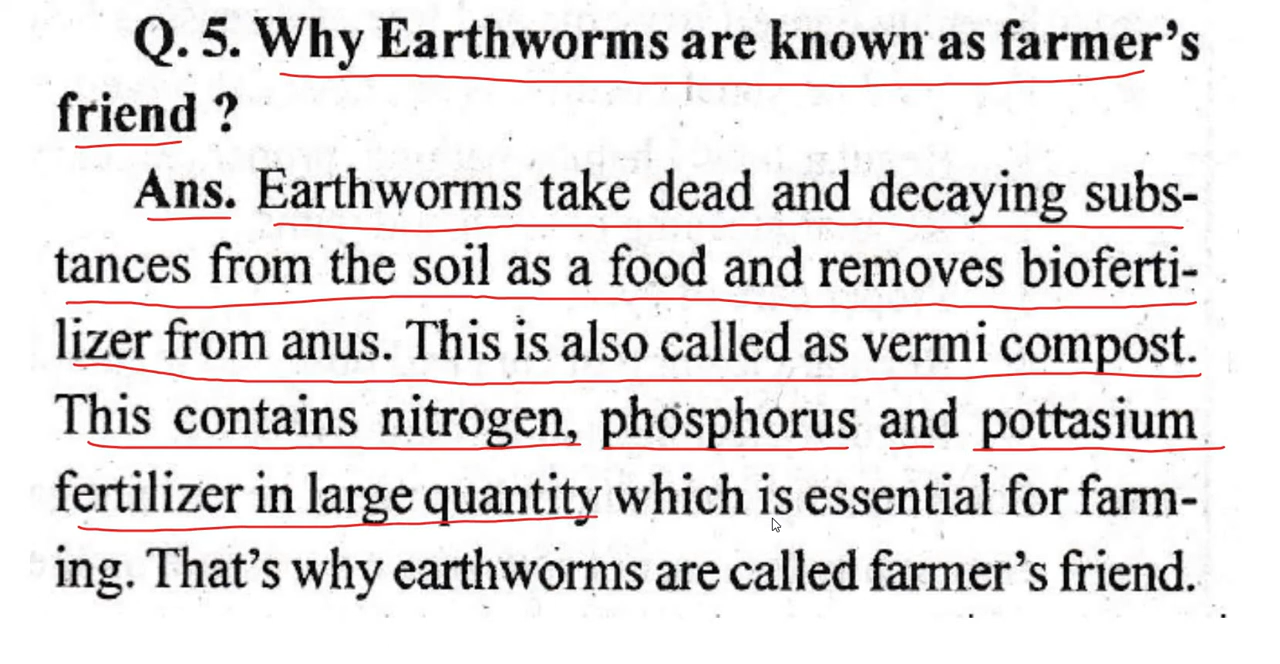 Q. 5. Why Earthworms are known as farmer's
friend ?
Ans. Earthworms take dead and decaying subs-
tances from the soil as a food and removes bioferti-
lizer from anus. This is also called as vermi compost.
This contains nitrogen, phosphorus and pottasium
fertilizer in large quantity which is essential for farm-
ing. That's why earthworms are called farmer's friend.